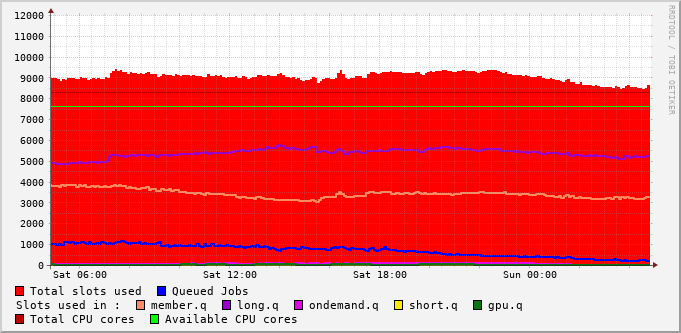 12000
11000
10000
9000
8000
7000
6000
5000
4000
3000
2000
1000
0
Sat 06:00 Sat 12:00 Sat 18:00 Sun 00:00
Total slots used Queued Jobs
Slots used in : member.q long.q ondemand.q short.q gpu.q
Total CPU cores Available CPU cores
RRDTOOL / TOBI OETIKER